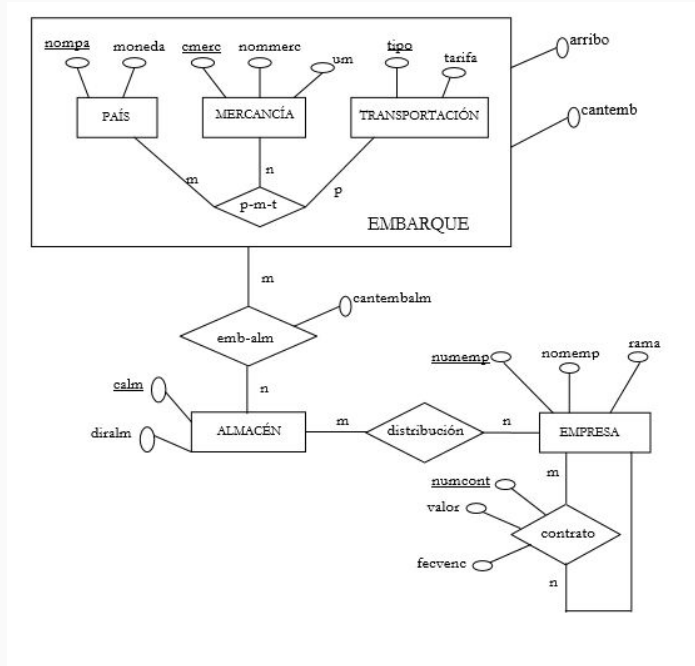 arribo
nompa moneda cmerc nommerc um tipo tarifa
cantemb
PAÍS MERCANCÍA TRANSPORTACIÓN
m n p
p-m-t
EMBARQUE
m
cantembalm
emb-alm
numemp nomemp rama
calm n
diralm ALMACÉN m distribución n EMPRESA
numcont m
valor
contrato
fecvenc
n